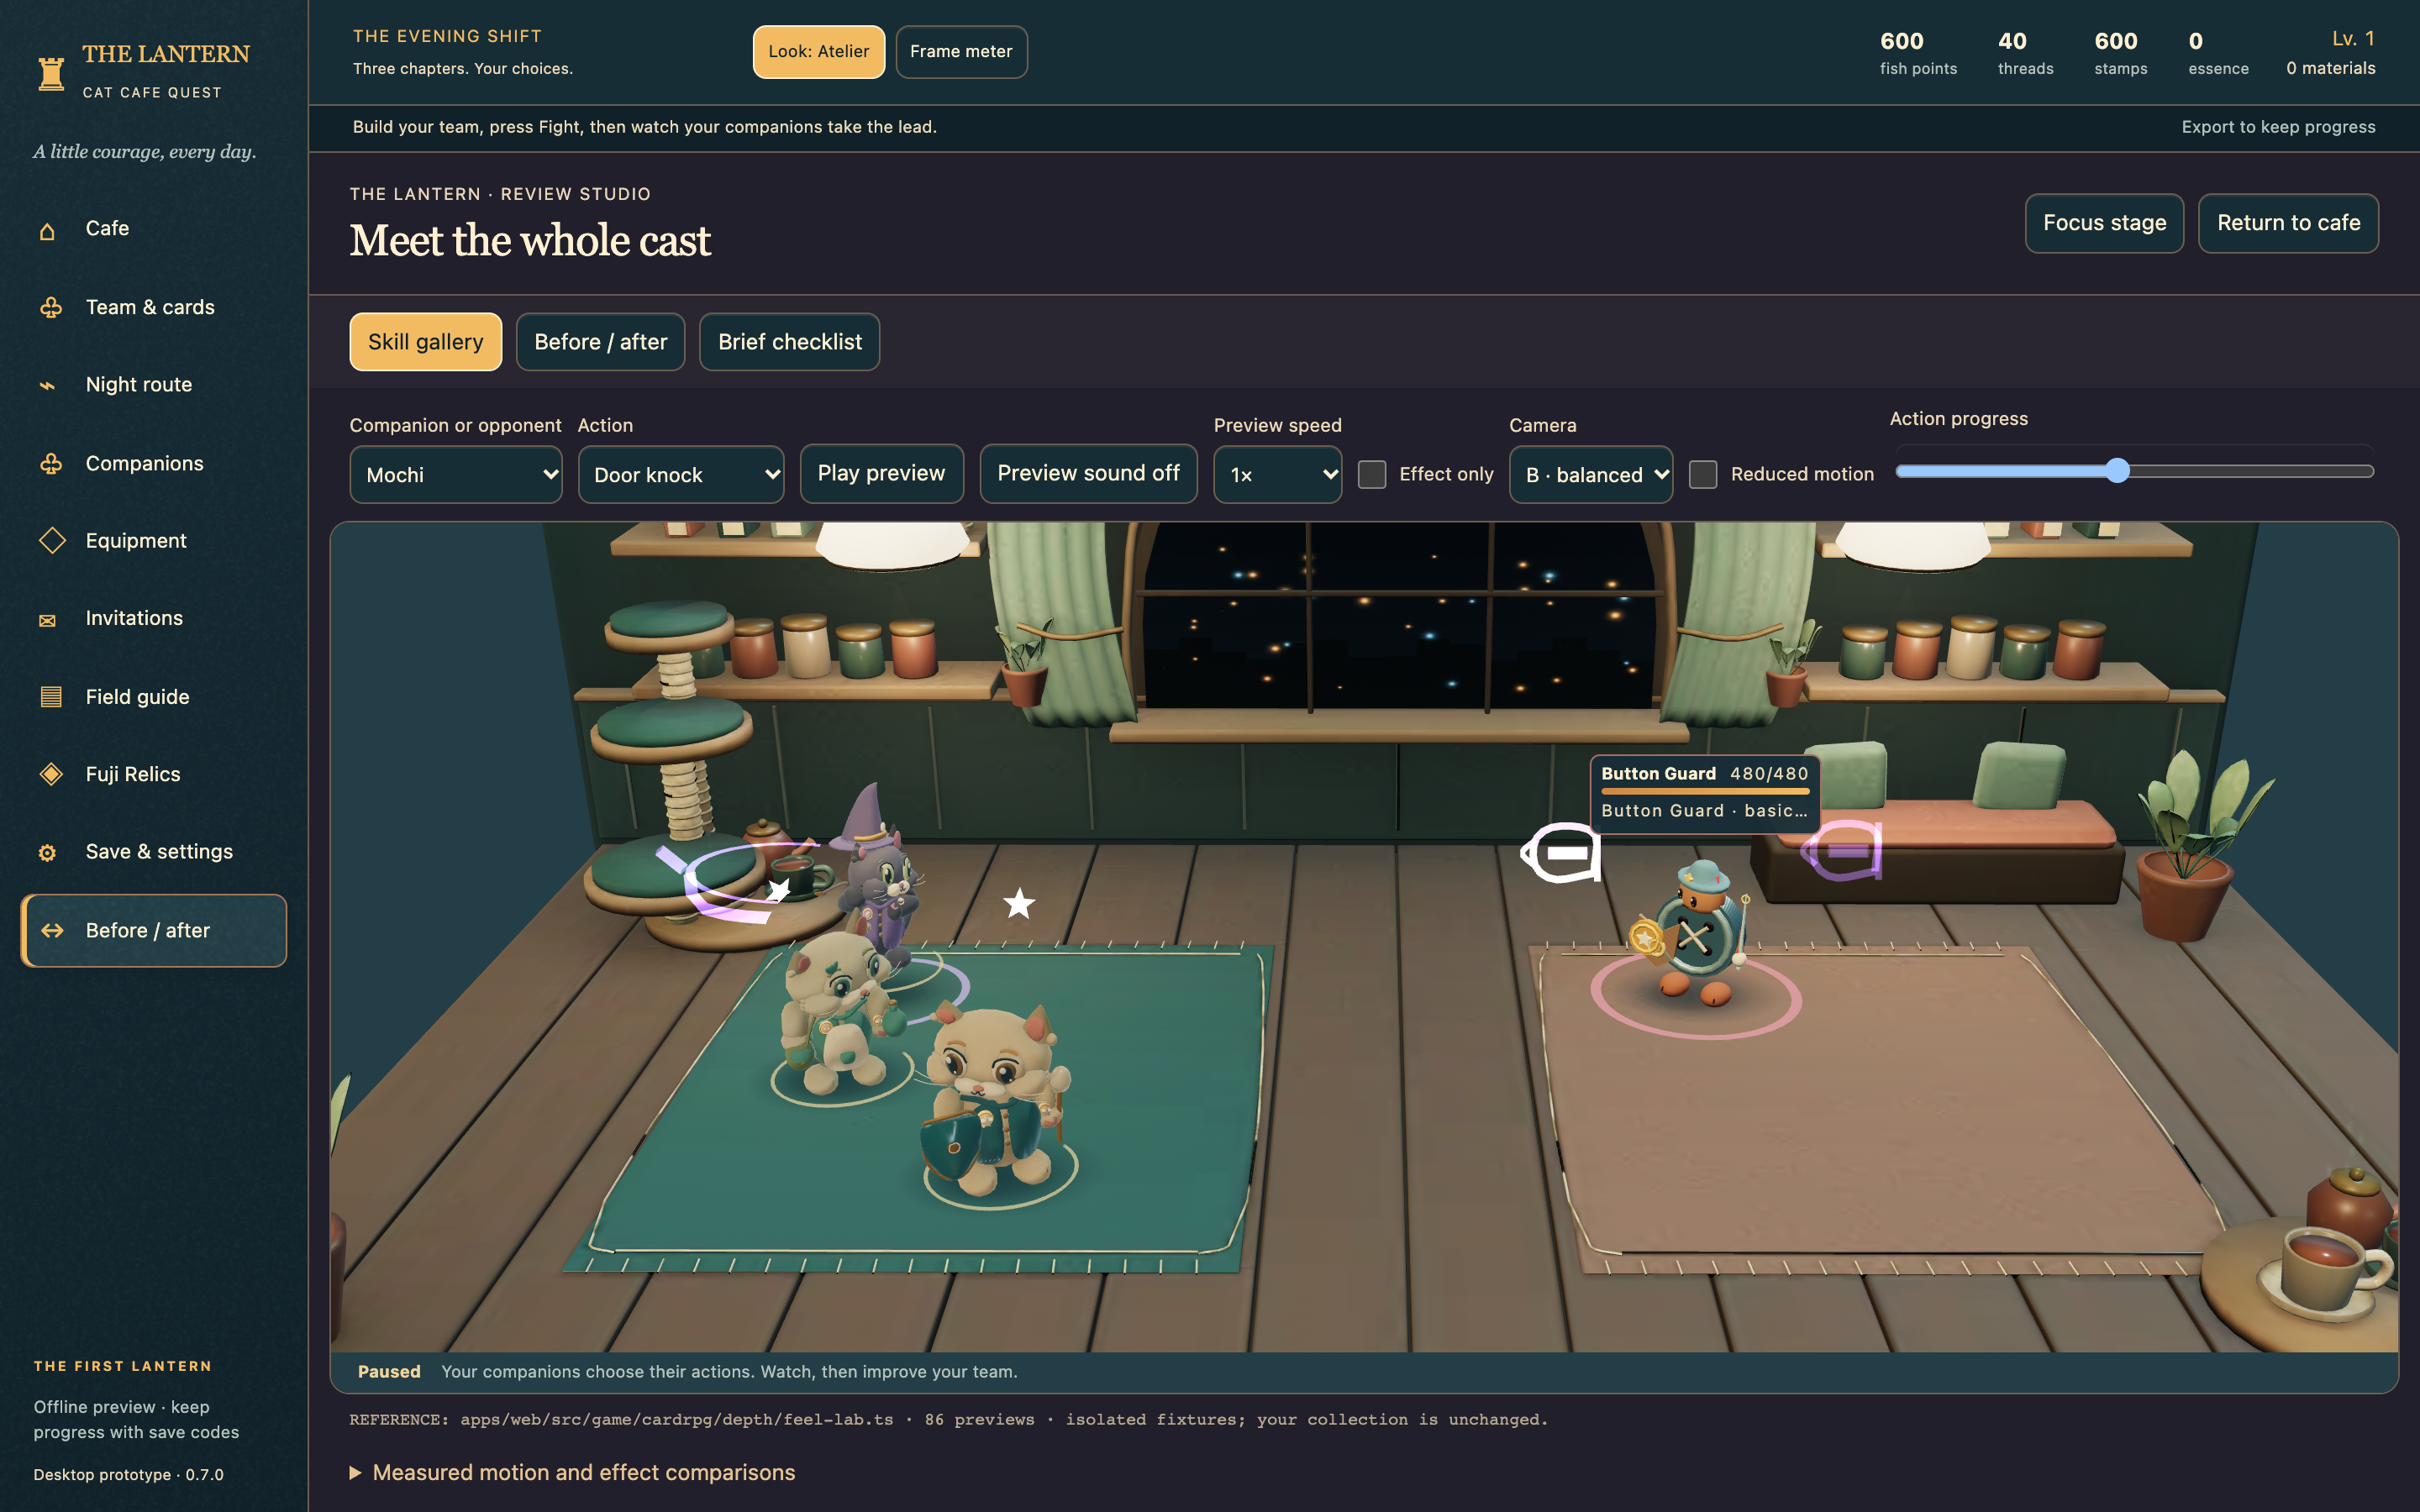 THE LANTERN
CAT CAFE QUEST
A little courage, every day.
Cafe
Team & cards
Night route
Companions
Equipment
Invitations
Field guide
Fuji Relics
Save & settings
Before / after
THE FIRST LANTERN
Offline preview · keep
progress with save codes
Desktop prototype · 0.7.0
THE EVENING SHIFT
Three chapters. Your choices.
Look: Atelier
Frame meter
600
fish points
40
threads
600
stamps
0
essence
Lv. 1
0 materials
Build your team, press Fight, then watch your companions take the lead.
Export to keep progress
THE LANTERN · REVIEW STUDIO
Meet the whole cast
Focus stage
Return to cafe
Skill gallery
Before / after
Brief checklist
Companion or opponent
Mochi
Action
Door knock
Play preview
Preview sound off
Preview speed
1×
Effect only
Camera
B · balanced
Reduced motion
Action progress
Button Guard 480/480
Button Guard · basic...
Paused
Your companions choose their actions. Watch, then improve your team.
REFERENCE: apps/web/src/game/cardrpg/depth/feel-lab.ts · 86 previews · isolated fixtures; your collection is unchanged.
Measured motion and effect comparisons